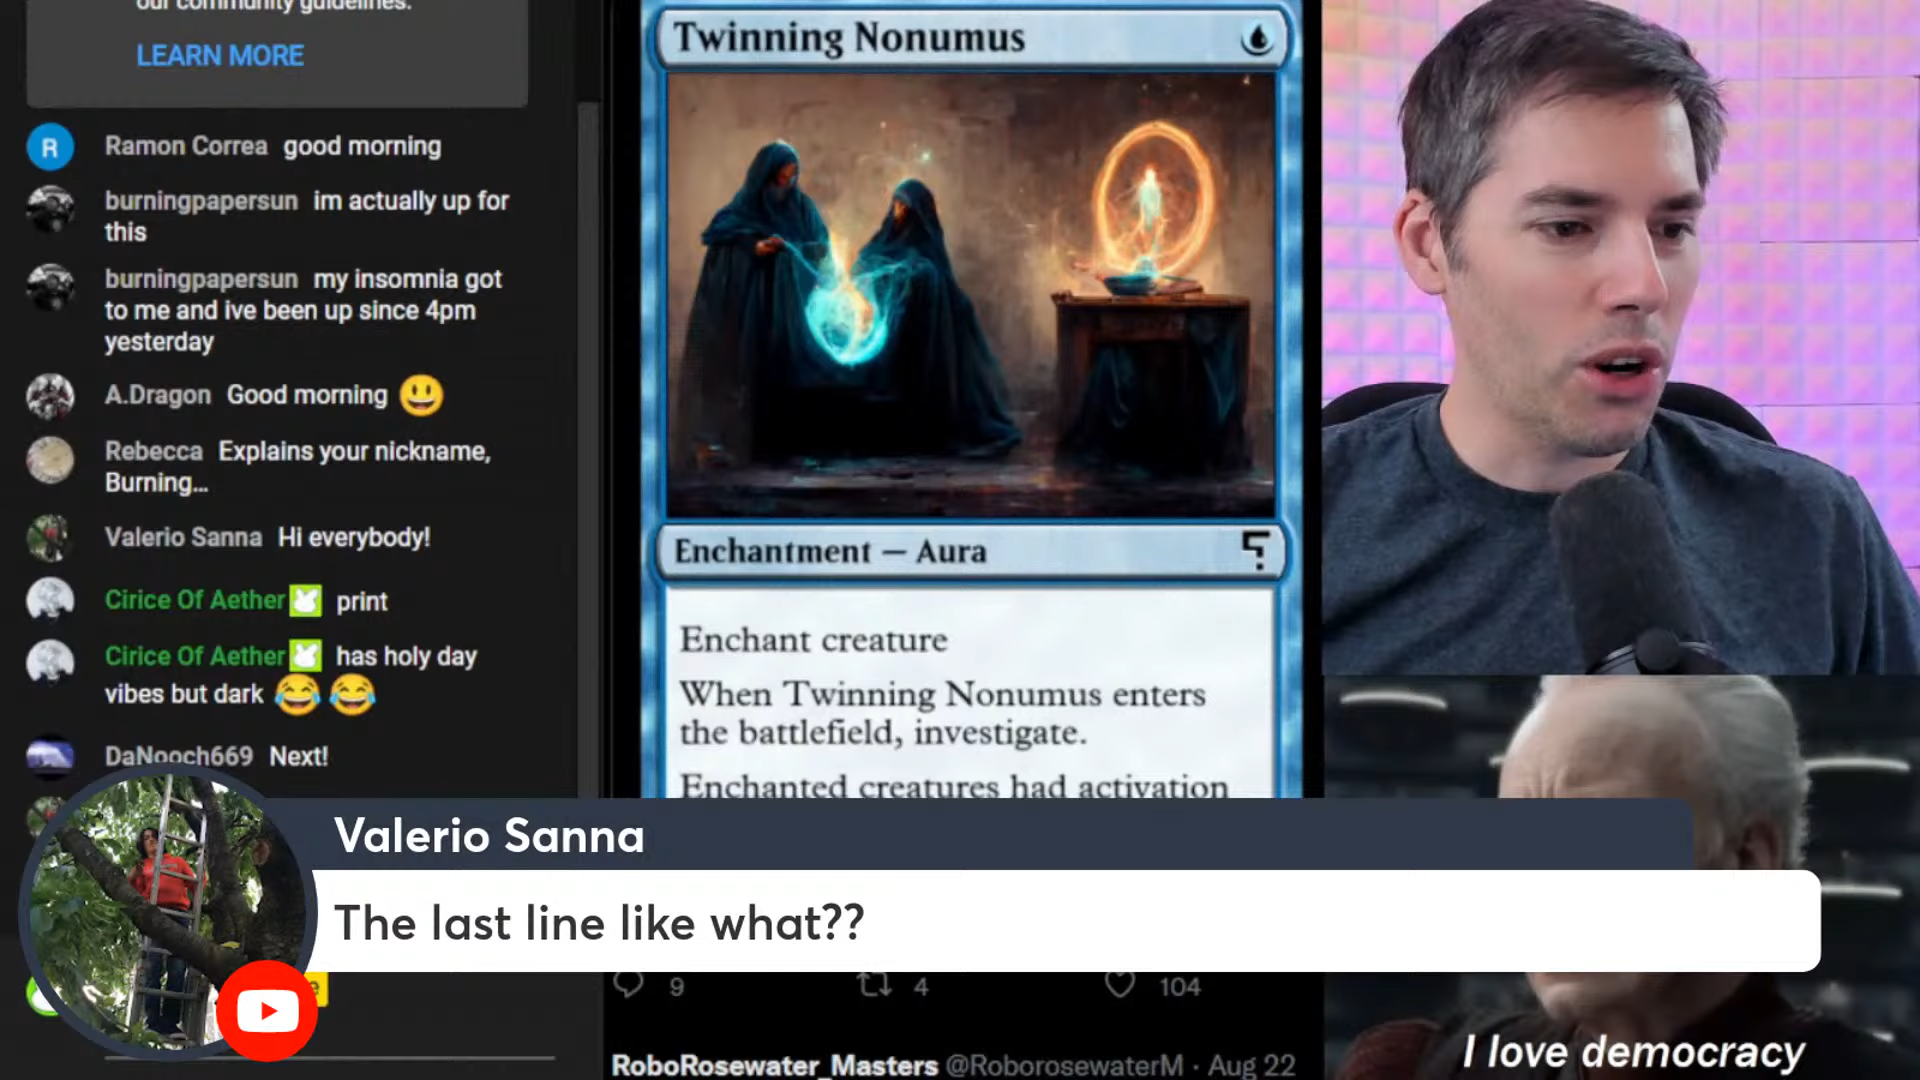 our community guidelines.
LEARN MORE
R
Ramon Correa good morning
burningpapersun im actually up for
this
burningpapersun my insomnia got
to me and ive been up since 4pm
yesterday
A.Dragon Good morning 😃
Rebecca Explains your nickname,
Burning...
Valerio Sanna Hi everybody!
Cirice Of Aether print
Cirice Of Aether has holy day
vibes but dark 😂 😂
DaNooch669 Next!
Twinning Nonumus
Enchantment — Aura
Enchant creature
When Twinning Nonumus enters
the battlefield, investigate.
Enchanted creatures had activation
Valerio Sanna
The last line like what??
9 4 104
RoboRosewater_Masters @RoborosewaterM · Aug 22
I love democracy